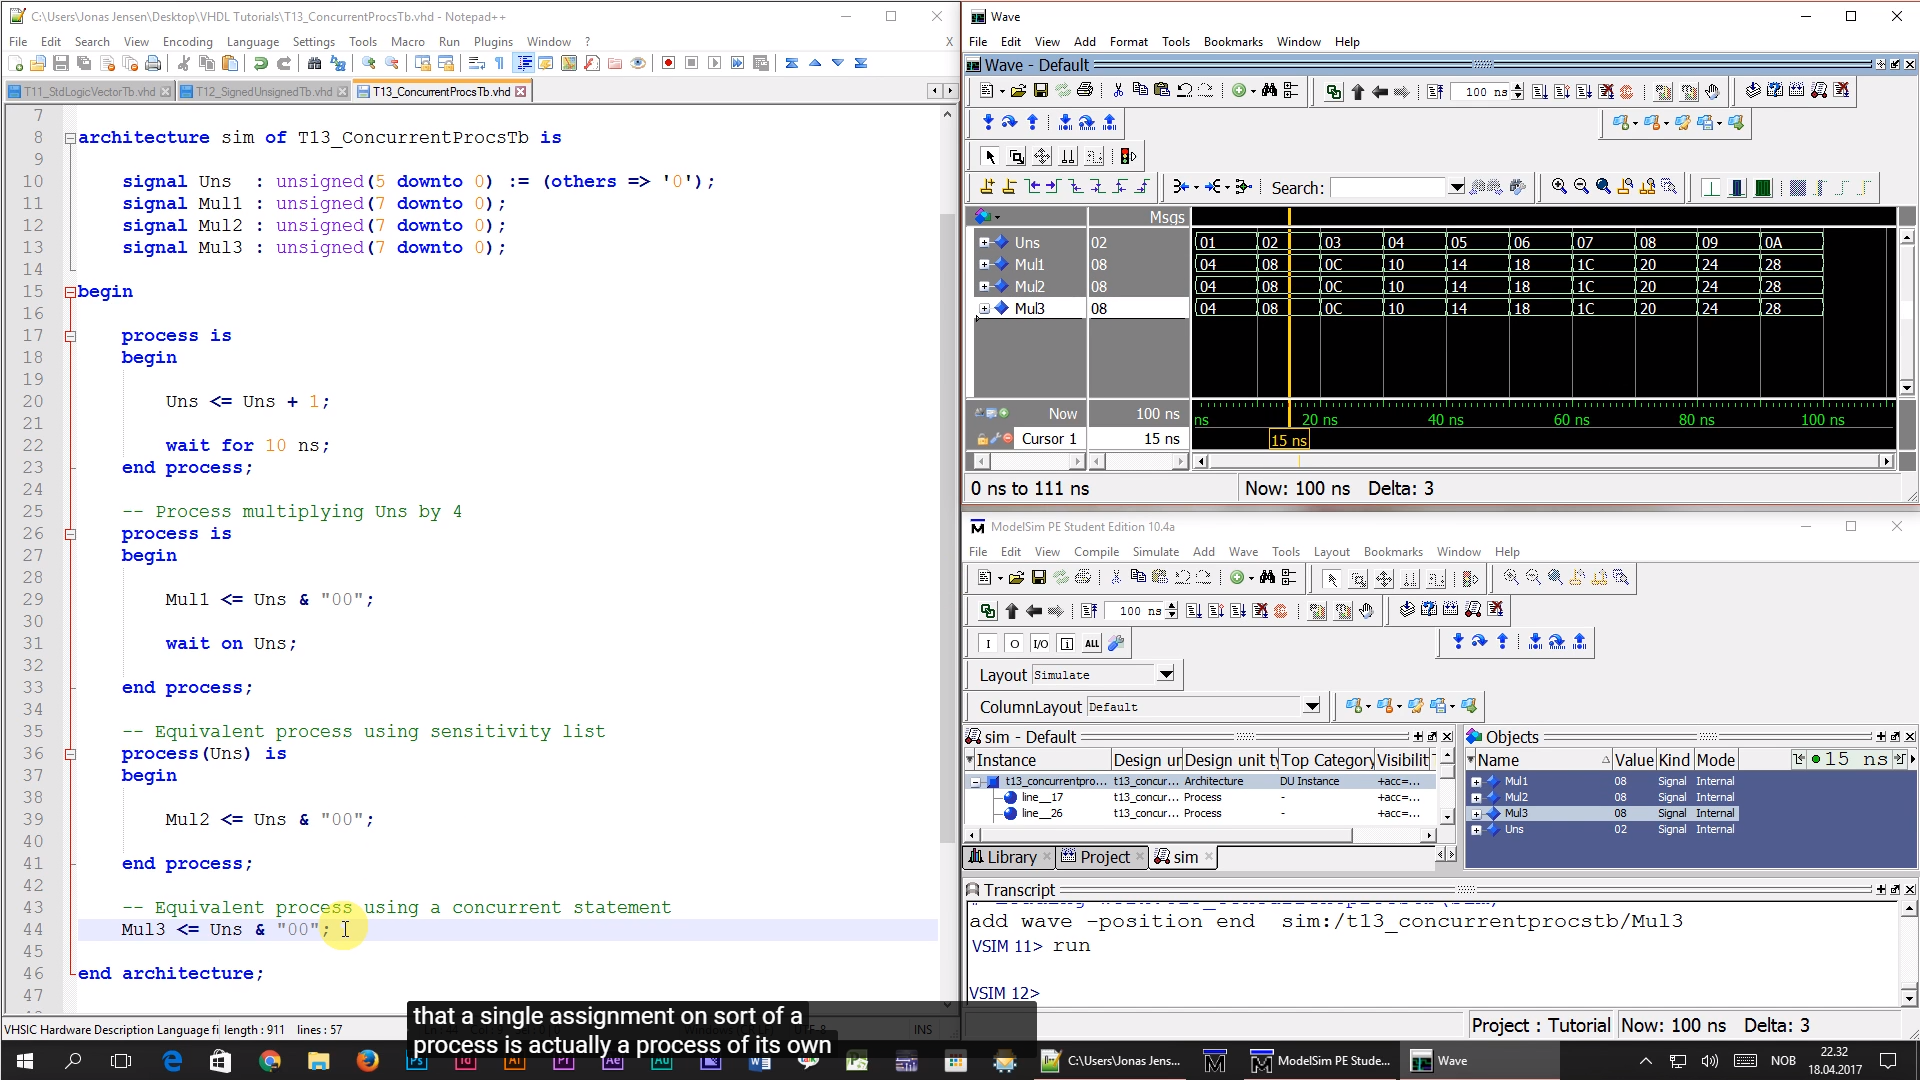 C:\Users\Jonas Jensen\Desktop\VHDL Tutorials\T13_ConcurrentProcsTb.vhd - Notepad++
File Edit Search View Encoding Language Settings Tools Macro Run Plugins Window ? X
T11_StdLogicVectorTb.vhd T12_SignedUnsignedTb.vhd T13_ConcurrentProcsTb.vhd
7
8 architecture sim of T13_ConcurrentProcsTb is
9
10 signal Uns : unsigned(5 downto 0) := (others => '0');
11 signal Mul1 : unsigned(7 downto 0);
12 signal Mul2 : unsigned(7 downto 0);
13 signal Mul3 : unsigned(7 downto 0);
14
15 begin
16
17 process is
18 begin
19
20 Uns <= Uns + 1;
21
22 wait for 10 ns;
23 end process;
24
25 -- Process multiplying Uns by 4
26 process is
27 begin
28
29 Mul1 <= Uns & "00";
30
31 wait on Uns;
32
33 end process;
34
35 -- Equivalent process using sensitivity list
36 process(Uns) is
37 begin
38
39 Mul2 <= Uns & "00";
40
41 end process;
42
43 -- Equivalent process using a concurrent statement
44 Mul3 <= Uns & "00";
45
46 end architecture;
47
VHSIC Hardware Description Language fi length : 911 lines : 57 INS
that a single assignment on sort of a
process is actually a process of its own
Wave
File Edit View Add Format Tools Bookmarks Window Help
Wave - Default
100 ns
Search:
Msgs
Uns 02 01 02 03 04 05 06 07 08 09 0A
Mul1 08 04 08 0C 10 14 18 1C 20 24 28
Mul2 08 04 08 0C 10 14 18 1C 20 24 28
Mul3 08 04 08 0C 10 14 18 1C 20 24 28
Now 100 ns ns 20 ns 40 ns 60 ns 80 ns 100 ns
Cursor 1 15 ns 15 ns
0 ns to 111 ns Now: 100 ns Delta: 3
ModelSim PE Student Edition 10.4a
File Edit View Compile Simulate Add Wave Tools Layout Bookmarks Window Help
100 ns
I O I/O ALL
Layout Simulate
ColumnLayout Default
sim - Default
Instance Design ur Design unit ty Top Category Visibilit
t13_concurrentpro... t13_concur... Architecture DU Instance +acc=...
line__17 t13_concur... Process - +acc=...
line__26 t13_concur... Process - +acc=...
Library Project sim
Objects
Name Value Kind Mode 15 ns
Mul1 08 Signal Internal
Mul2 08 Signal Internal
Mul3 08 Signal Internal
Uns 02 Signal Internal
Transcript
add wave -position end sim:/t13_concurrentprocstb/Mul3
VSIM 11> run
VSIM 12>
Project : Tutorial Now: 100 ns Delta: 3
C:\Users\Jonas Jens... ModelSim PE Stude... Wave NOB 22.32
18.04.2017